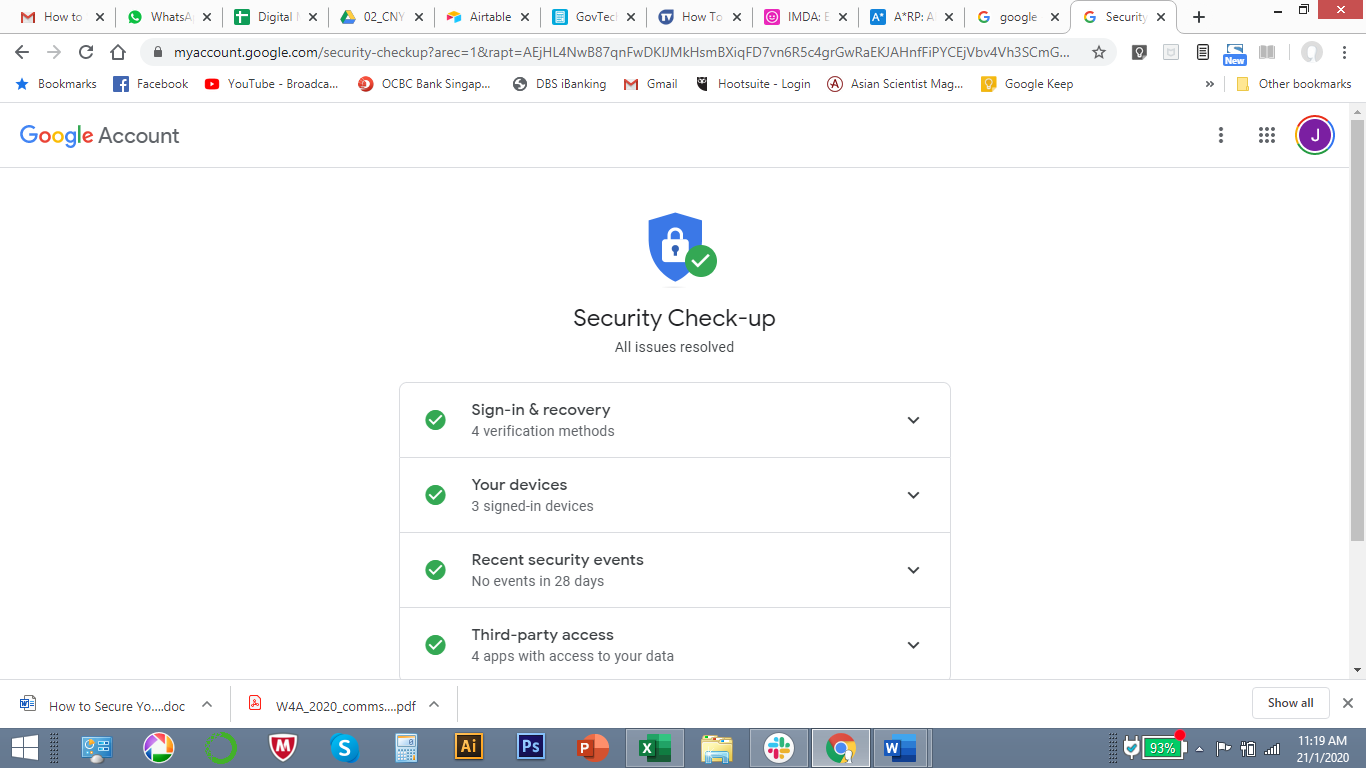 How to
WhatsA
Digital M
02_CNY
Airtable
GovTech
How To
IMDA: E
A*RP: A
google
Security
myaccount.google.com/security-checkup?arec=1&rapt=AEjHL4NwB87qnFwDKIJMkHsmBXiqFD7vn6R5c4grGwRaEKJAHnfFiPYCEjVbv4Vh3SCmG...
New
Bookmarks
Facebook
YouTube - Broadca...
OCBC Bank Singap...
DBS iBanking
Gmail
Hootsuite - Login
Asian Scientist Mag...
Google Keep
Other bookmarks
Google Account
J
Security Check-up
All issues resolved
Sign-in & recovery
4 verification methods
Your devices
3 signed-in devices
Recent security events
No events in 28 days
Third-party access
4 apps with access to your data
How to Secure Yo....doc
W4A_2020_comms....pdf
Show all
93%
11:19 AM
21/1/2020